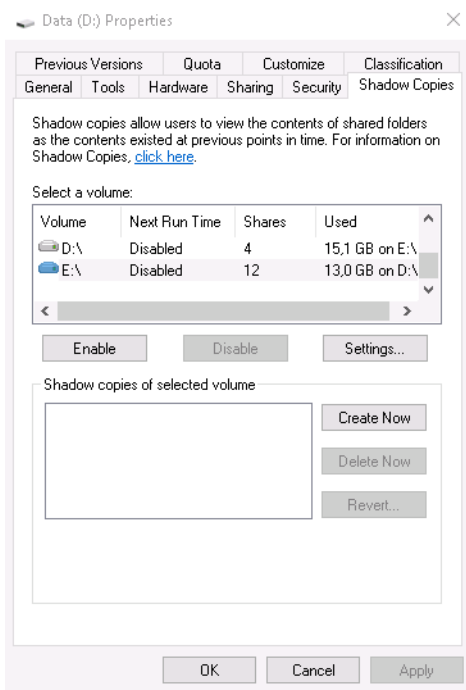 Data (D:) Properties
Previous Versions Quota Customize Classification
General Tools Hardware Sharing Security Shadow Copies
Shadow copies allow users to view the contents of shared folders
as the contents existed at previous points in time. For information on
Shadow Copies, click here.
Select a volume:
Volume Next Run Time Shares Used
D:\ Disabled 4 15,1 GB on E:\
E:\ Disabled 12 13,0 GB on D:\
Enable Disable Settings...
Shadow copies of selected volume
Create Now
Delete Now
Revert...
OK Cancel Apply